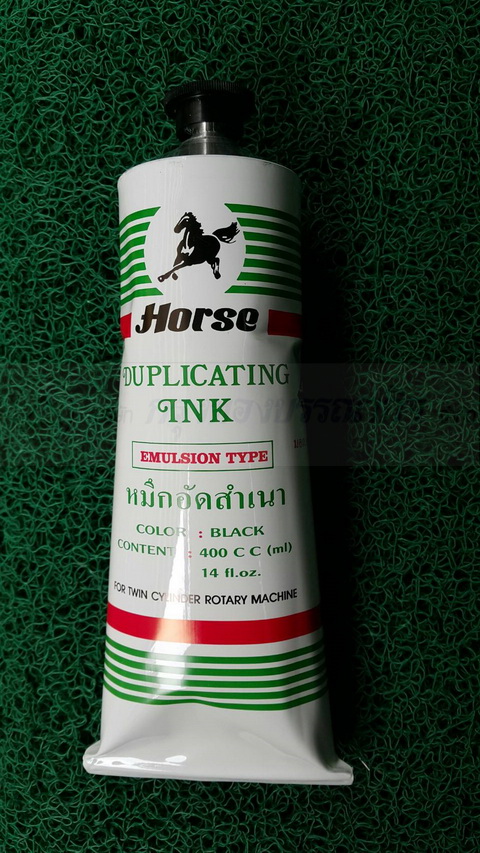 Horse
DUPLICATING
INK
EMULSION TYPE
หมึกอัดสำเนา
COLOR : BLACK
CONTENT : 400 C C (ml)
14 fl.oz.
FOR TWIN CYLINDER ROTARY MACHINE